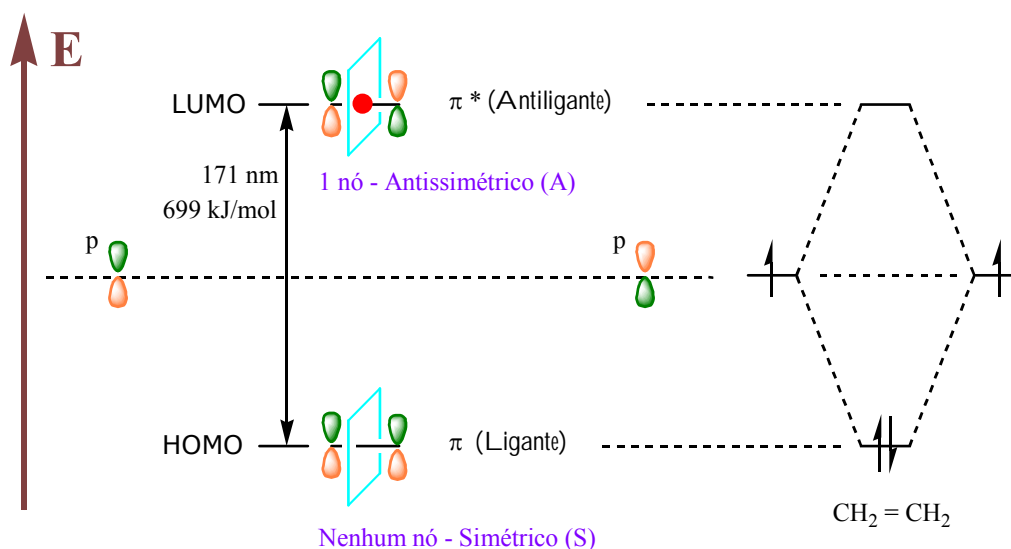 E
LUMO
π * (Antiligante)
171 nm
699 kJ/mol
1 nó - Antissimétrico (A)
p
p
HOMO
π (Ligante)
CH₂ = CH₂
Nenhum nó - Simétrico (S)